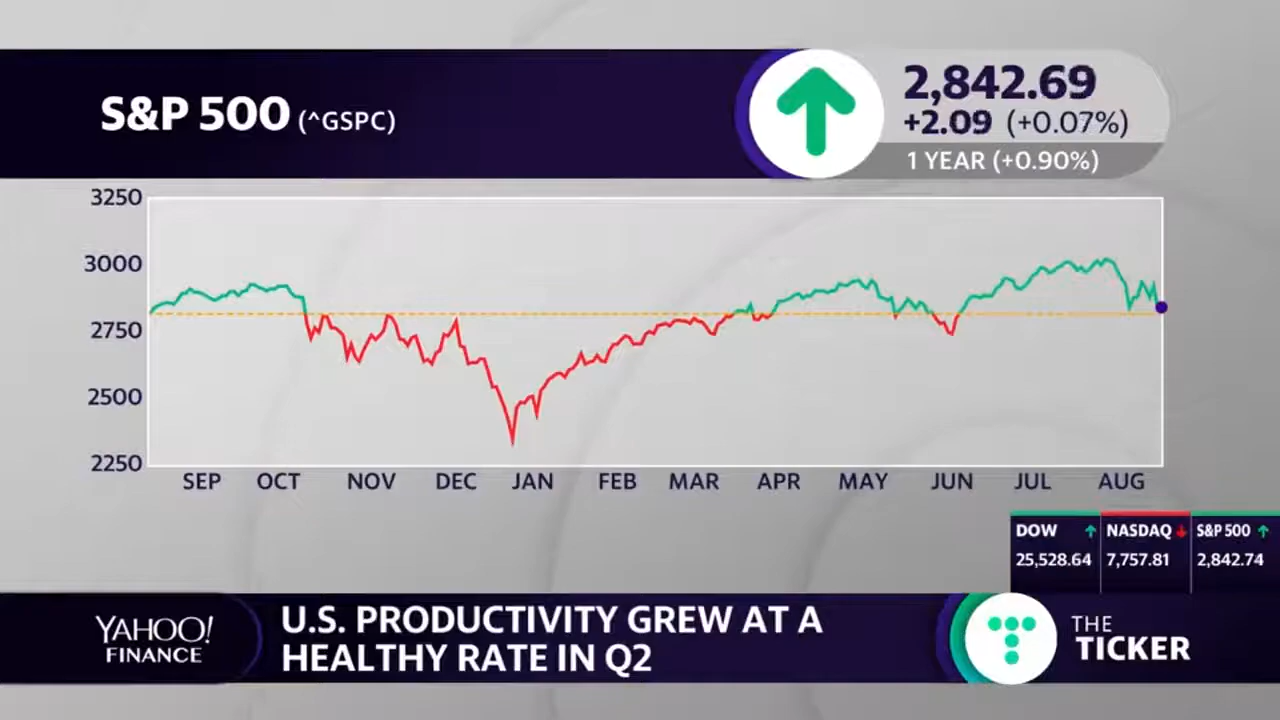 S&P 500 (^GSPC)
2,842.69
+2.09 (+0.07%)
1 YEAR (+0.90%)
3250
3000
2750
2500
2250
SEP OCT NOV DEC JAN FEB MAR APR MAY JUN JUL AUG
DOW NASDAQ S&P 500
25,528.64 7,757.81 2,842.74
YAHOO!
FINANCE
U.S. PRODUCTIVITY GREW AT A
HEALTHY RATE IN Q2
THE
TICKER